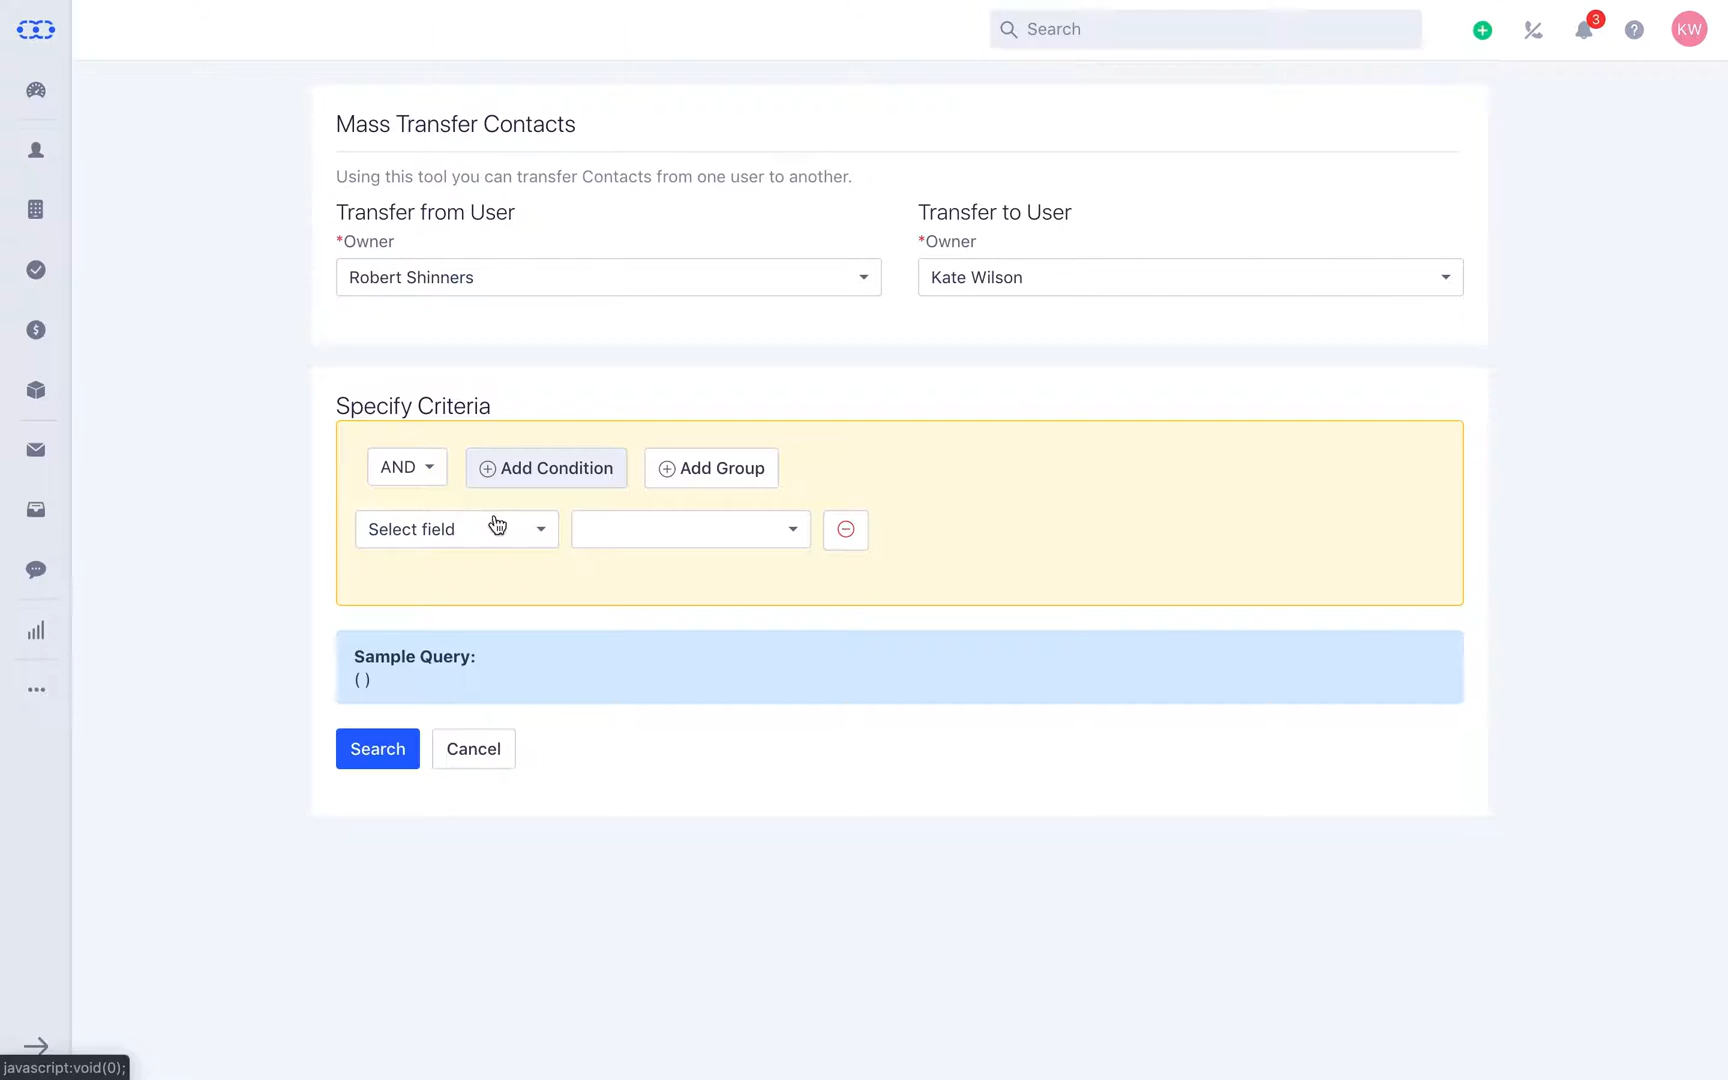 Search
3
KW
Mass Transfer Contacts
Using this tool you can transfer Contacts from one user to another.
Transfer from User
Transfer to User
*Owner
*Owner
Robert Shinners
Kate Wilson
Specify Criteria
AND
Add Condition
Add Group
Select field
Sample Query:
( )
Search
Cancel
javascript:void(0);